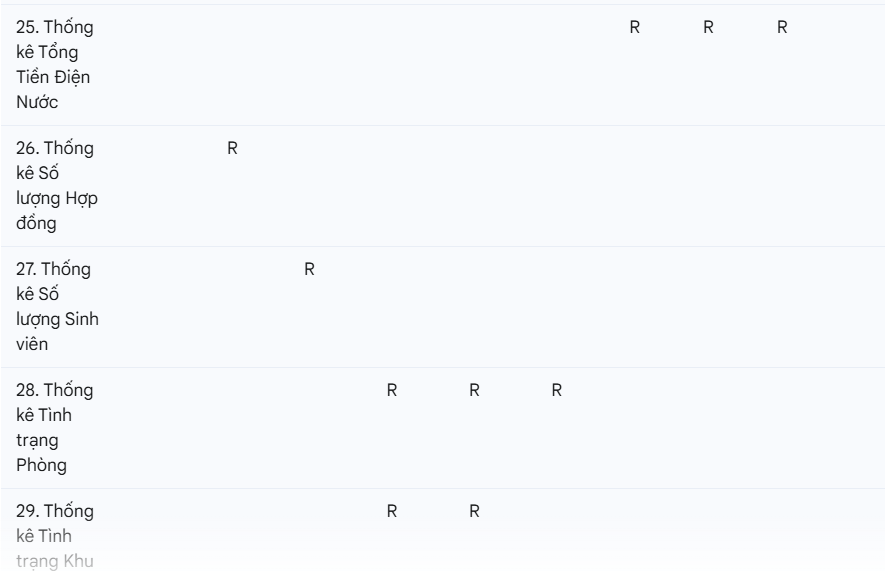 25. Thống R R R
kê Tổng
Tiền Điện
Nước
26. Thống R
kê Số
lượng Hợp
đồng
27. Thống R
kê Số
lượng Sinh
viên
28. Thống R R R
kê Tình
trạng
Phòng
29. Thống R R
kê Tình
trạng Khu